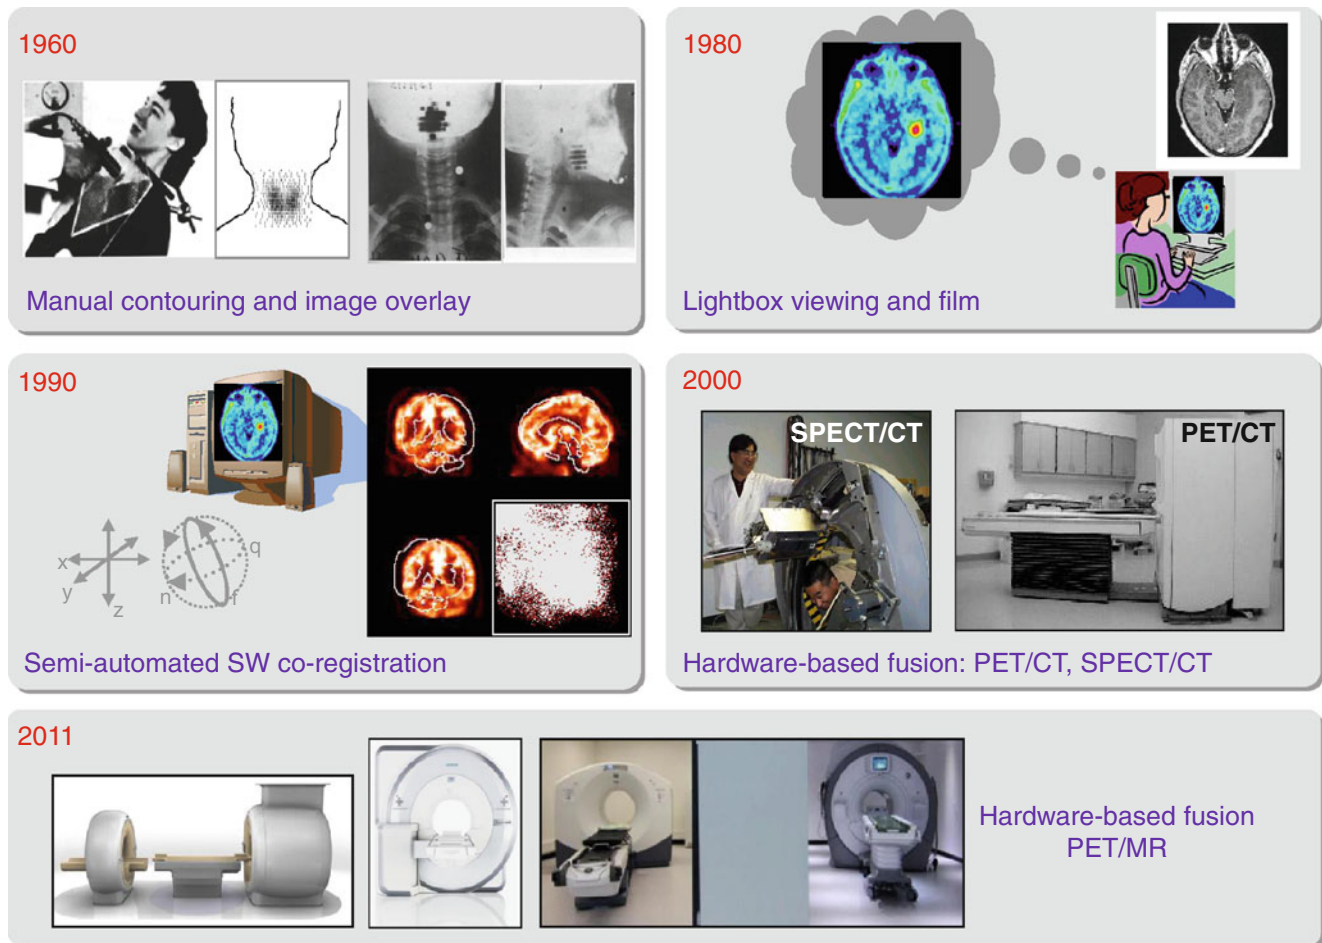 1960
Manual contouring and image overlay
1980
Lightbox viewing and film
1990
x
y
z
n
q
f
Semi-automated SW co-registration
2000
SPECT/CT
PET/CT
Hardware-based fusion: PET/CT, SPECT/CT
2011
Hardware-based fusion
PET/MR